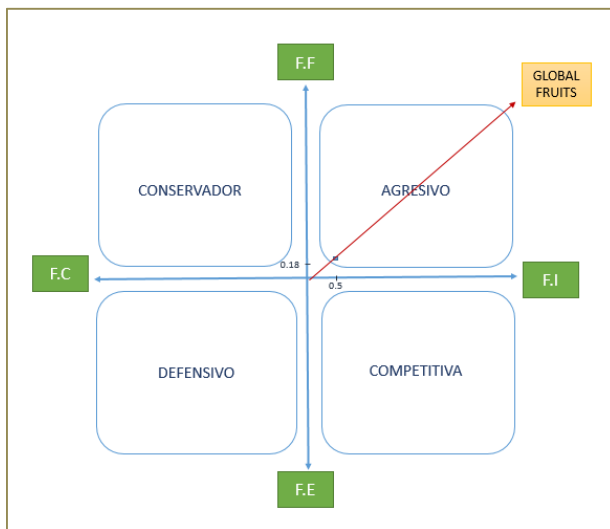 F.F
GLOBAL
FRUITS
CONSERVADOR
AGRESIVO
0.18
F.C
0.5
F.I
DEFENSIVO
COMPETITIVA
F.E